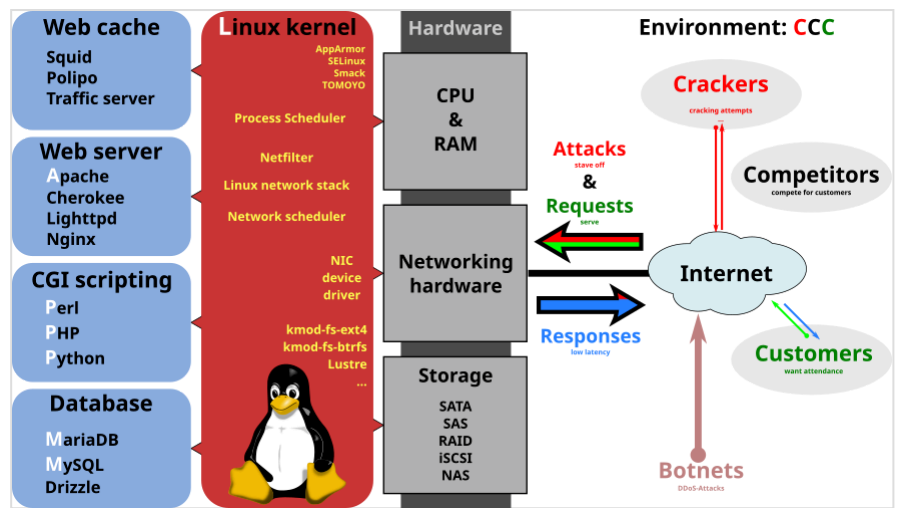 Web cache
Squid
Polipo
Traffic server
Web server
Apache
Cherokee
Lighttpd
Nginx
CGI scripting
Perl
PHP
Python
Database
MariaDB
MySQL
Drizzle
Linux kernel
AppArmor
SELinux
Smack
TOMOYO
Process Scheduler
Netfilter
Linux network stack
Network scheduler
NIC
device
driver
kmod-fs-ext4
kmod-fs-btrfs
Lustre
...
Hardware
CPU
&
RAM
Networking
hardware
Storage
SATA
SAS
RAID
iSCSI
NAS
Environment: CCC
Crackers
cracking attempts
...
Attacks
stave off
&
Requests
serve
Competitors
compete for customers
Internet
Responses
low latency
Customers
want attendance
Botnets
DDoS-Attacks